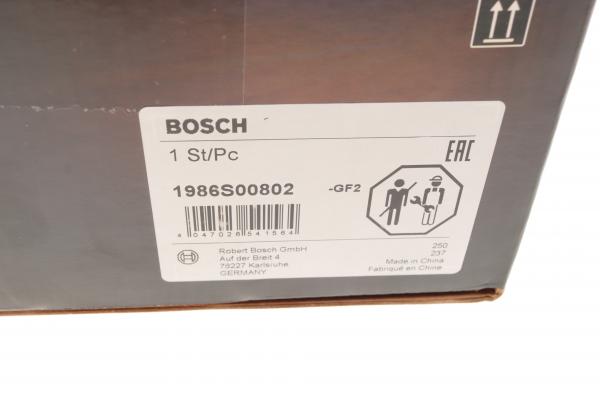 BOSCH
1 St/Pc
EAC
1986S00802
-GF2
4 047026 541564
Robert Bosch GmbH
Auf der Breit 4
76227 Karlsruhe
GERMANY
250
237
Made in China
Fabriqué en Chine